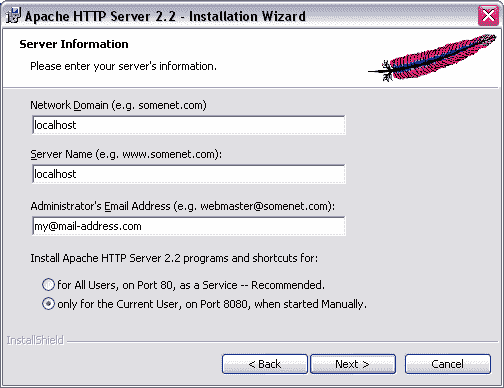 Apache HTTP Server 2.2 - Installation Wizard
Server Information
Please enter your server's information.
Network Domain (e.g. somenet.com)
localhost
Server Name (e.g. www.somenet.com):
localhost
Administrator's Email Address (e.g. webmaster@somenet.com):
my@mail-address.com
Install Apache HTTP Server 2.2 programs and shortcuts for:
for All Users, on Port 80, as a Service -- Recommended.
only for the Current User, on Port 8080, when started Manually.
InstallShield
< Back
Next >
Cancel